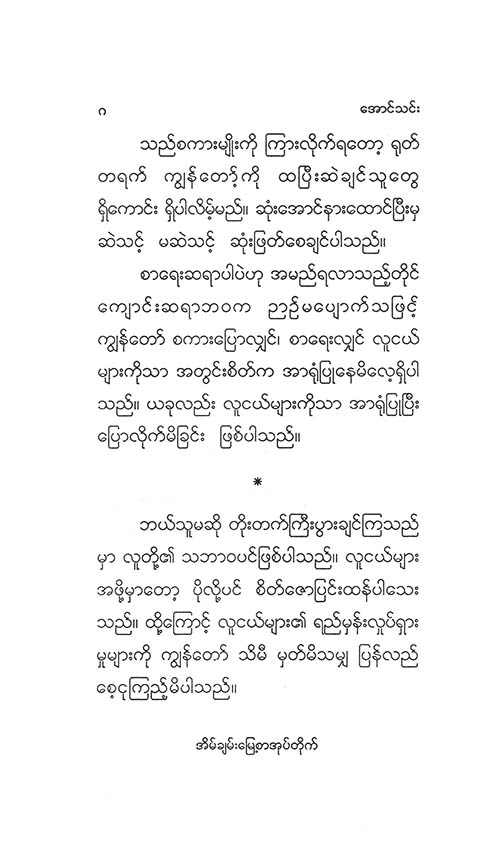 ၈ အောင်သင်း
သည်စကားမျိုးကို ကြားလိုက်ရတော့ ရုတ်
တရက် ကျွန်တော့်ကို ထပြီးဆဲချင်သူတွေ
ရှိကောင်း ရှိပါလိမ့်မည်။ ဆုံးအောင်နားထောင်ပြီးမှ
ဆဲသင့် မဆဲသင့် ဆုံးဖြတ်စေချင်ပါသည်။
စာရေးဆရာပါပဲဟု အမည်ရလာသည့်တိုင်
ကျောင်းဆရာဘဝက ဉာဉ်မပျောက်သဖြင့်
ကျွန်တော် စကားပြောလျှင်၊ စာရေးလျှင် လူငယ်
များကိုသာ အတွင်းစိတ်က အာရုံပြုနေမိလေ့ရှိပါ
သည်။ ယခုလည်း လူငယ်များကိုသာ အာရုံပြုပြီး
ပြောလိုက်မိခြင်း ဖြစ်ပါသည်။
*
ဘယ်သူမဆို တိုးတက်ကြီးပွားချင်ကြသည်
မှာ လူတို့၏ သဘာဝပင်ဖြစ်ပါသည်။ လူငယ်များ
အဖို့မှာတော့ ပိုလို့ပင် စိတ်ဇောပြင်းထန်ပါသေး
သည်။ ထို့ကြောင့် လူငယ်များ၏ ရည်မှန်းလှုပ်ရှား
မှုများကို ကျွန်တော် သိမီ မှတ်မိသမျှ ပြန်လည်
စေ့ငုကြည့်မိပါသည်။
အိမ်ချမ်းမြေ့စာအုပ်တိုက်